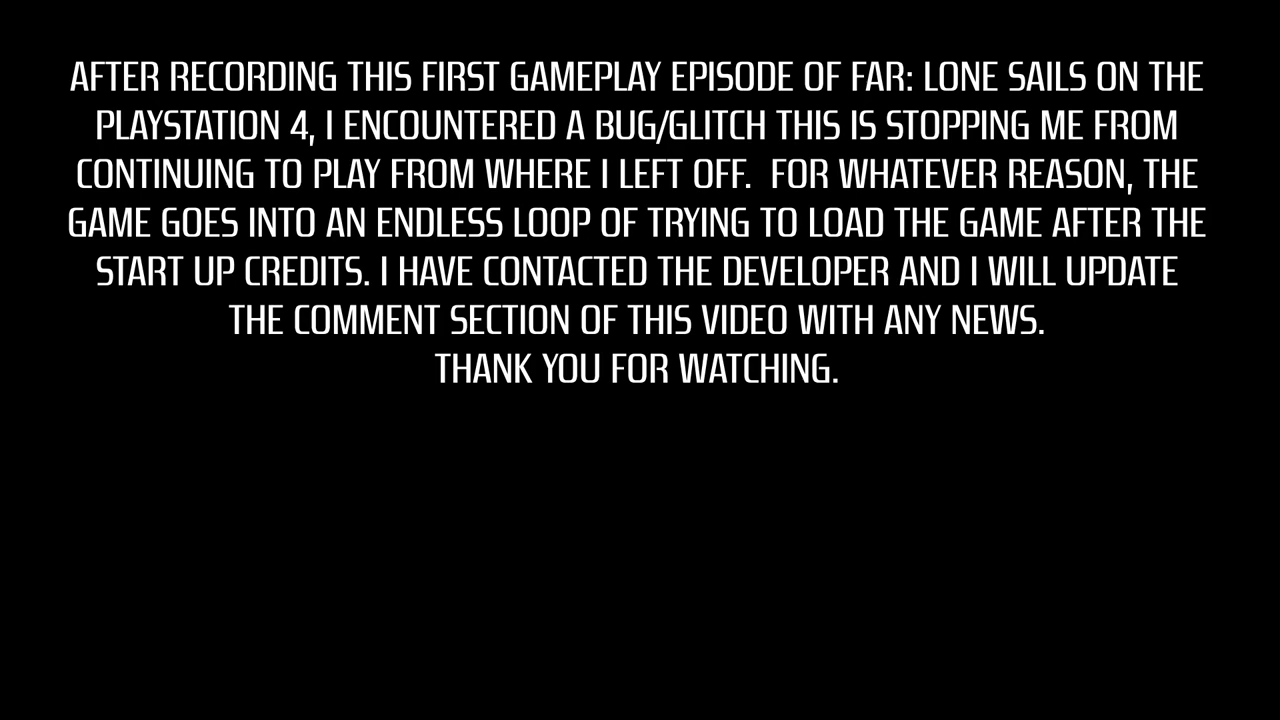 AFTER RECORDING THIS FIRST GAMEPLAY EPISODE OF FAR: LONE SAILS ON THE
PLAYSTATION 4, I ENCOUNTERED A BUG/GLITCH THIS IS STOPPING ME FROM
CONTINUING TO PLAY FROM WHERE I LEFT OFF.  FOR WHATEVER REASON, THE
GAME GOES INTO AN ENDLESS LOOP OF TRYING TO LOAD THE GAME AFTER THE
START UP CREDITS. I HAVE CONTACTED THE DEVELOPER AND I WILL UPDATE
THE COMMENT SECTION OF THIS VIDEO WITH ANY NEWS.
THANK YOU FOR WATCHING.